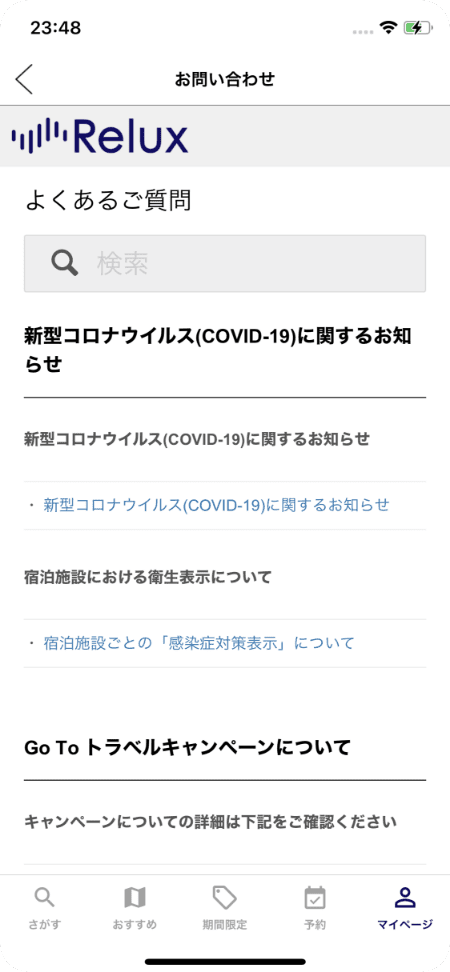 23:48
お問い合わせ
Relux
よくあるご質問
検索
新型コロナウイルス(COVID-19)に関するお知
らせ
新型コロナウイルス(COVID-19)に関するお知らせ
・ 新型コロナウイルス(COVID-19)に関するお知らせ
宿泊施設における衛生表示について
・ 宿泊施設ごとの「感染症対策表示」について
Go To トラベルキャンペーンについて
キャンペーンについての詳細は下記をご確認ください
さがす おすすめ 期間限定 予約 マイページ